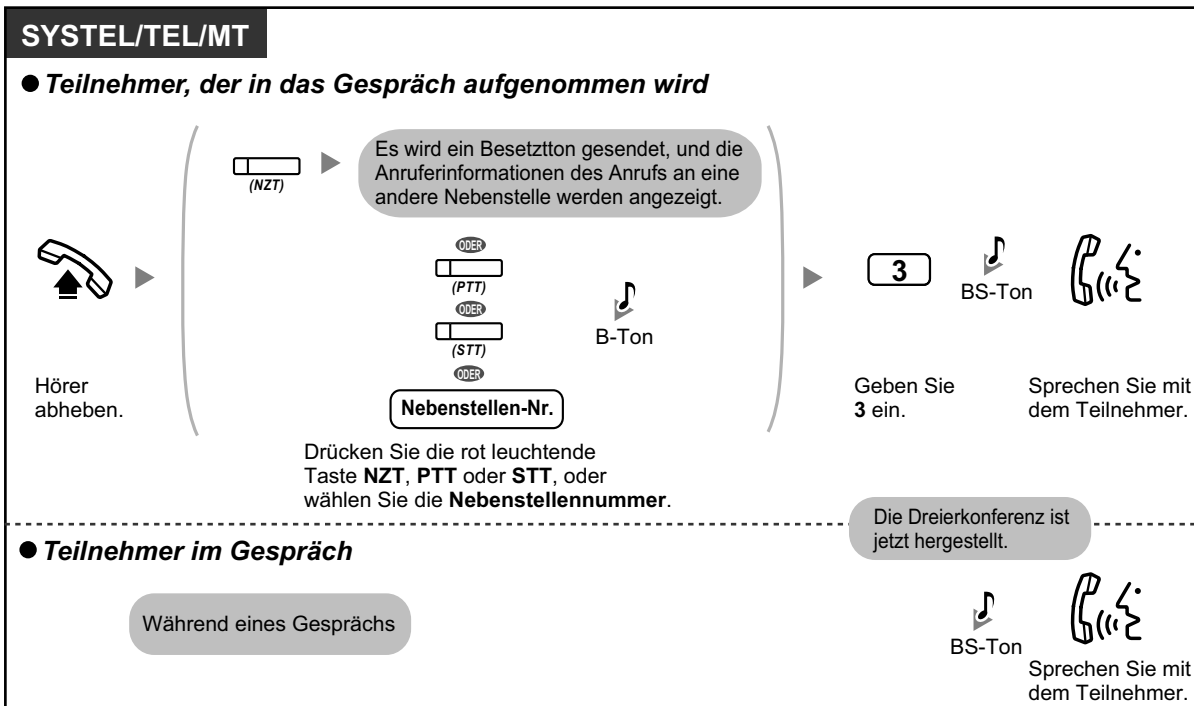 SYSTEL/TEL/MT
● Teilnehmer, der in das Gespräch aufgenommen wird
(NZT)
Es wird ein Besetztton gesendet, und die
Anruferinformationen des Anrufs an eine
andere Nebenstelle werden angezeigt.
ODER
(PTT)
ODER
(STT)
ODER
Nebenstellen-Nr.
B-Ton
3
BS-Ton
Hörer
abheben.
Drücken Sie die rot leuchtende
Taste NZT, PTT oder STT, oder
wählen Sie die Nebenstellennummer.
Geben Sie
3 ein.
Sprechen Sie mit
dem Teilnehmer.
Die Dreierkonferenz ist
jetzt hergestellt.
● Teilnehmer im Gespräch
Während eines Gesprächs
BS-Ton
Sprechen Sie mit
dem Teilnehmer.